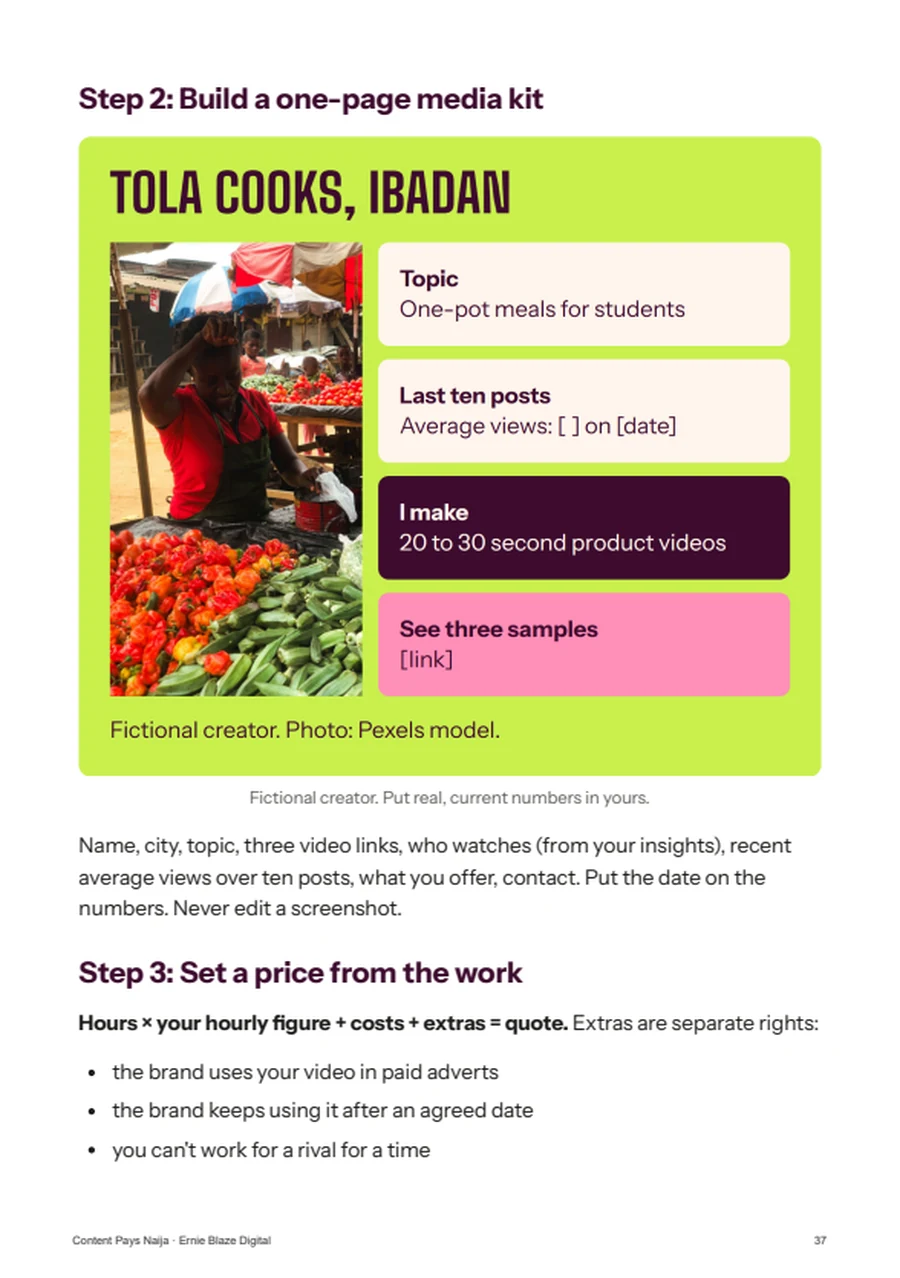 Step 2: Build a one-page media kit
TOLA COOKS, IBADAN
Topic
One-pot meals for students
Last ten posts
Average views: [ ] on [date]
I make
20 to 30 second product videos
See three samples
[link]
Fictional creator. Photo: Pexels model.
Fictional creator. Put real, current numbers in yours.
Name, city, topic, three video links, who watches (from your insights), recent
average views over ten posts, what you offer, contact. Put the date on the
numbers. Never edit a screenshot.
Step 3: Set a price from the work
Hours × your hourly figure + costs + extras = quote. Extras are separate rights:
• the brand uses your video in paid adverts
• the brand keeps using it after an agreed date
• you can't work for a rival for a time
Content Pays Naija · Ernie Blaze Digital
37